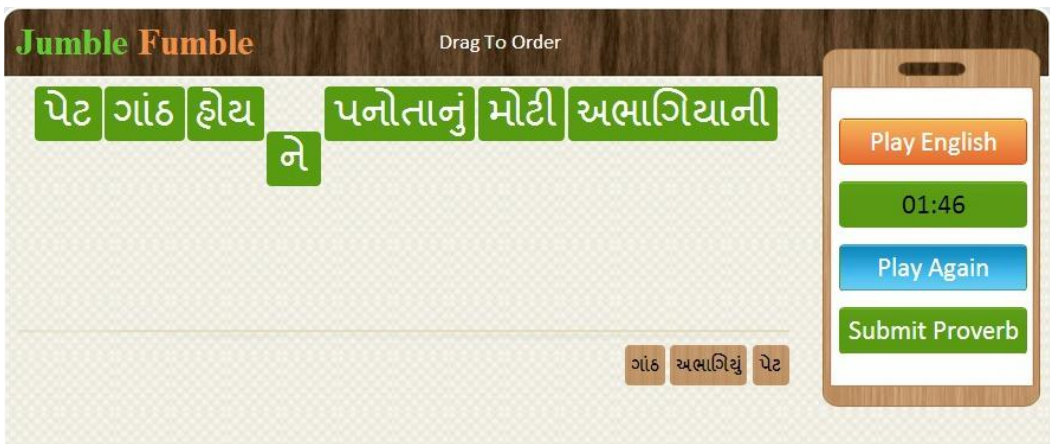 Jumble Fumble
Drag To Order
પેટ ગાંઠ હોય ને પનોતાનું મોટી અભાગિયાની
Play English
01:46
Play Again
Submit Proverb
ગાંઠ અભાગિયું પેટ